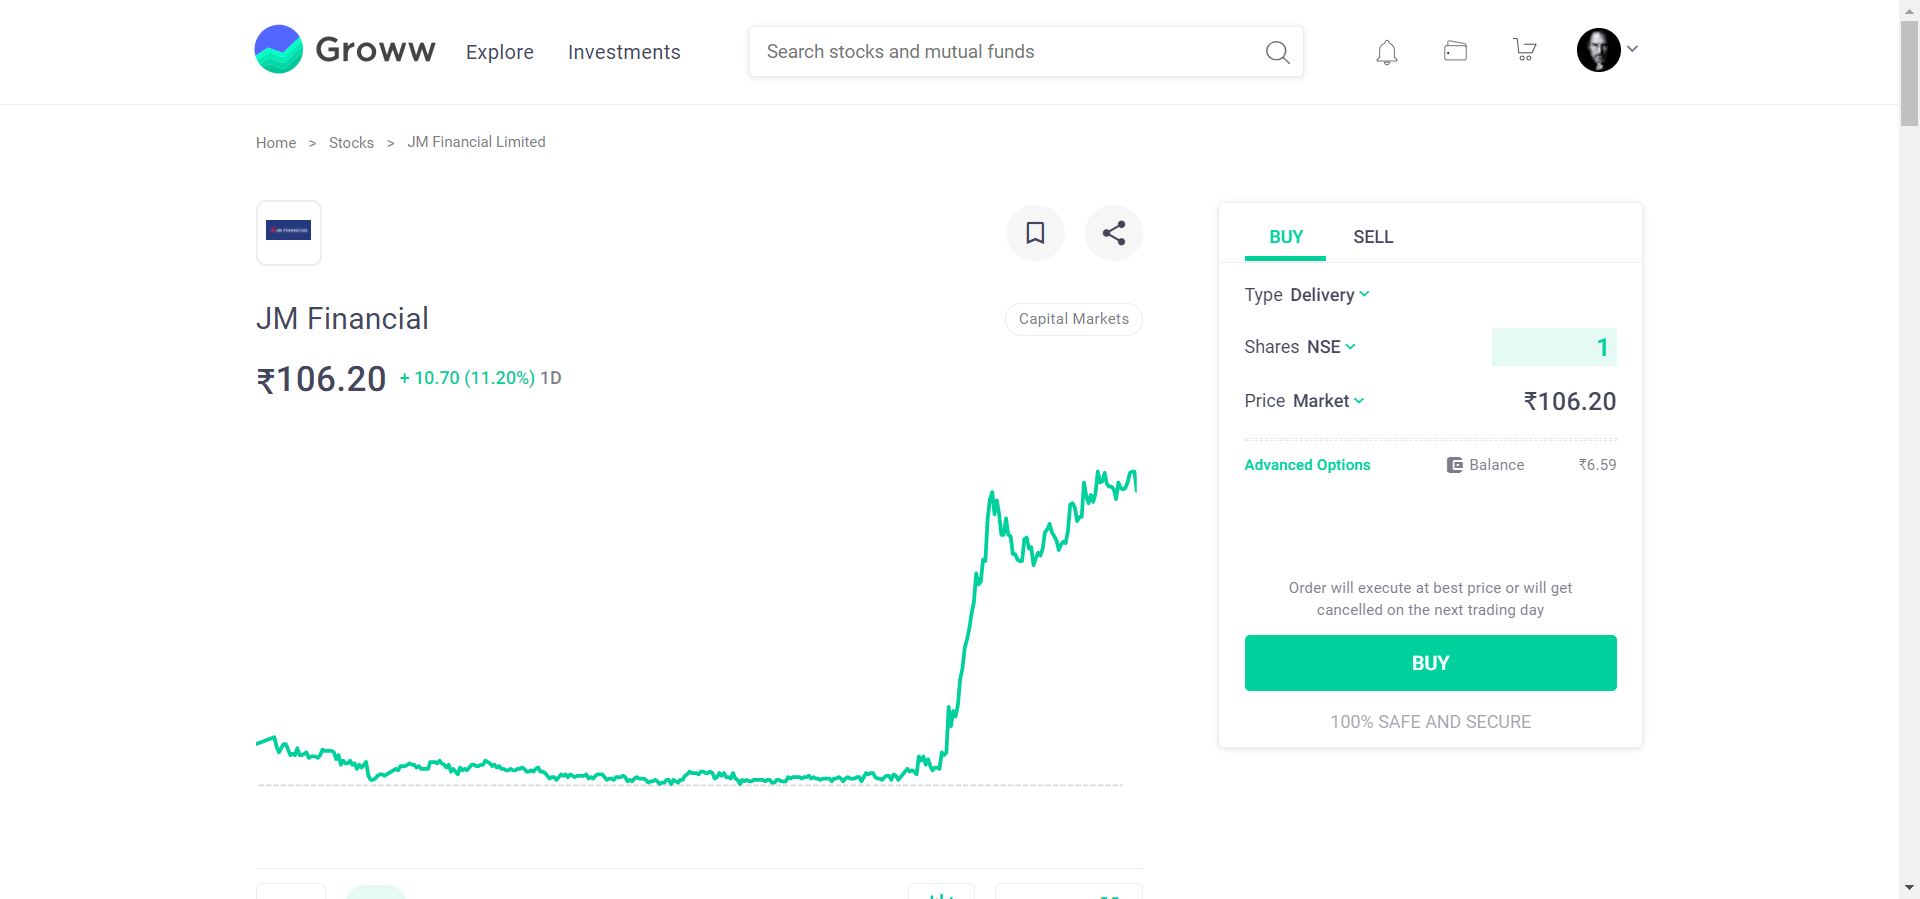 Groww
Explore
Investments
Search stocks and mutual funds
Home > Stocks > JM Financial Limited
JM FINANCIAL
JM Financial
Capital Markets
₹106.20 + 10.70 (11.20%) 1D
BUY SELL
Type Delivery
Shares NSE 1
Price Market ₹106.20
Advanced Options Balance ₹6.59
Order will execute at best price or will get
cancelled on the next trading day
BUY
100% SAFE AND SECURE